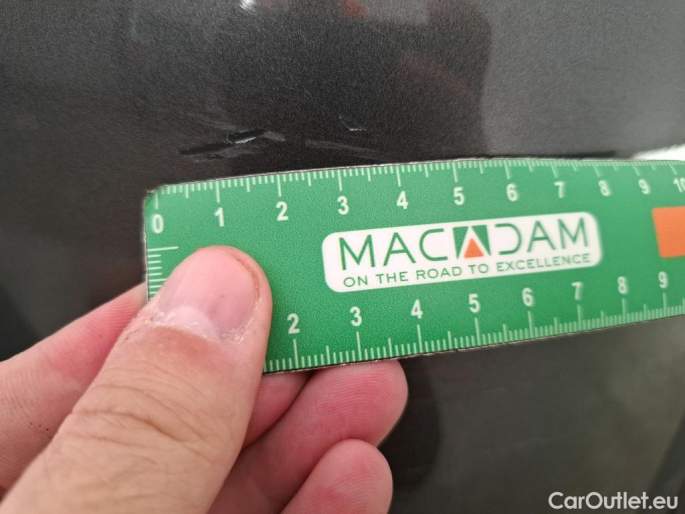 0 1 2 3 4 5 6 7 8 9 10
MACADAM
ON THE ROAD TO EXCELLENCE
2 3 4 5 6 7 8 9
CarOutlet.eu